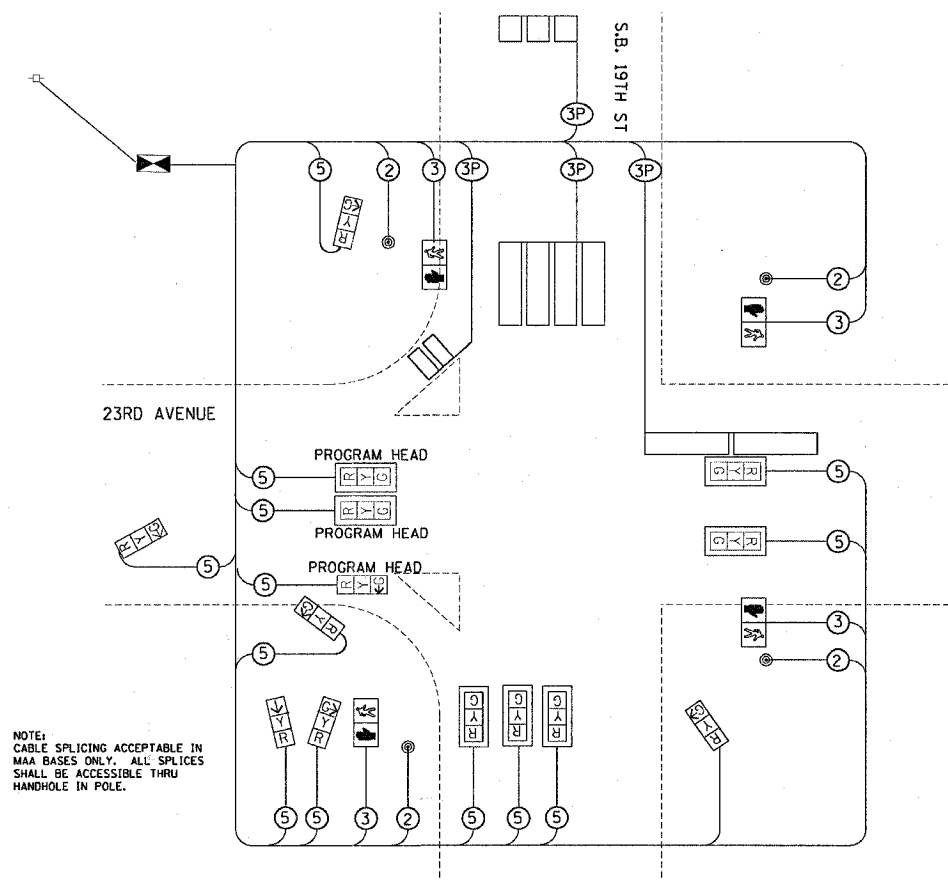 S.B. 19TH ST
3P
5
2
3
3P
3P
3P
G Y R
2
3
23RD AVENUE
PROGRAM HEAD
5
R Y G
R Y G
5
5
R Y G
PROGRAM HEAD
R Y G
R Y G
5
5
PROGRAM HEAD
5
R Y G
G Y R
3
5
2
Y R
G Y R
G Y R
G Y R
G Y R
G Y R
NOTE:
CABLE SPLICING ACCEPTABLE IN
MAA BASES ONLY. ALL SPLICES
SHALL BE ACCESSIBLE THRU
HANDHOLE IN POLE.
5
5
3
2
5
5
5